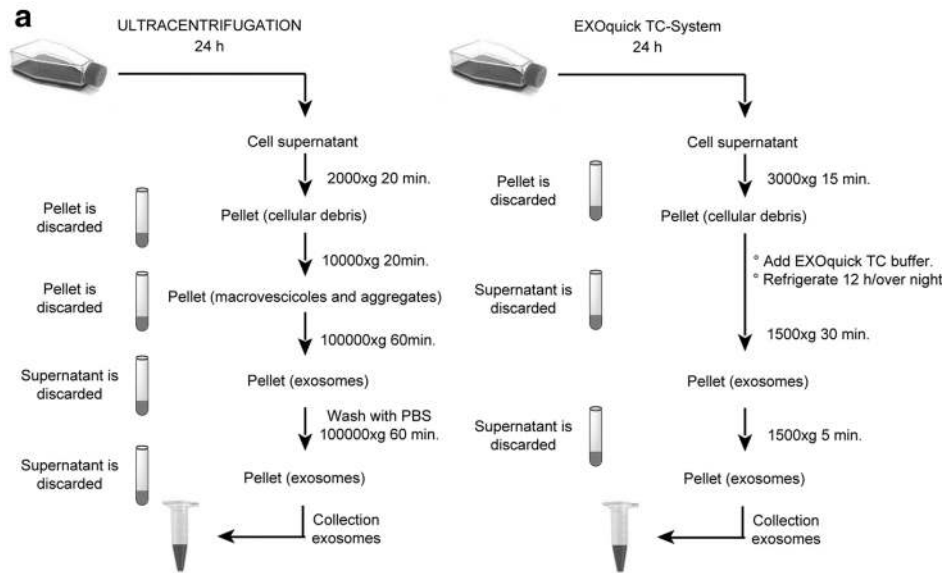 a
ULTRACENTRIFUGATION
24 h
Cell supernatant
2000xg 20 min.
Pellet is
discarded
Pellet (cellular debris)
10000xg 20min.
Pellet is
discarded
Pellet (macrovescicoles and aggregates)
100000xg 60min.
Supernatant is
discarded
Pellet (exosomes)
Wash with PBS
100000xg 60 min.
Supernatant is
discarded
Pellet (exosomes)
Collection
exosomes
EXOquick TC-System
24 h
Cell supernatant
3000xg 15 min.
Pellet is
discarded
Pellet (cellular debris)
° Add EXOquick TC buffer.
° Refrigerate 12 h/over night
Supernatant is
discarded
1500xg 30 min.
Pellet (exosomes)
1500xg 5 min.
Supernatant is
discarded
Pellet (exosomes)
Collection
exosomes